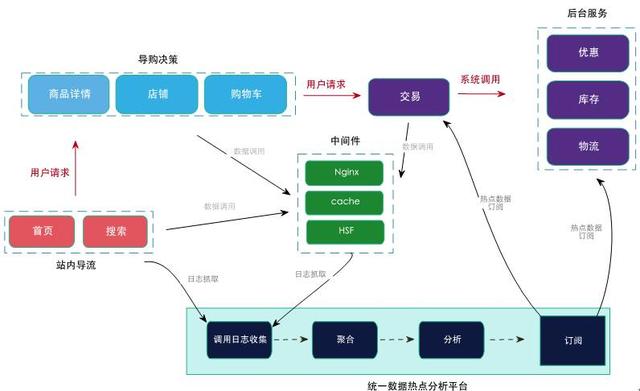 后台服务
导购决策
商品详情
店铺
购物车
用户请求
交易
系统调用
优惠
库存
物流
中间件
数据调用
数据调用
用户请求
Nginx
cache
HSF
数据调用
热点数据
订阅
热点数据
订阅
首页
搜索
站内导流
日志抓取
日志抓取
调用日志收集
聚合
分析
订阅
统一数据热点分析平台